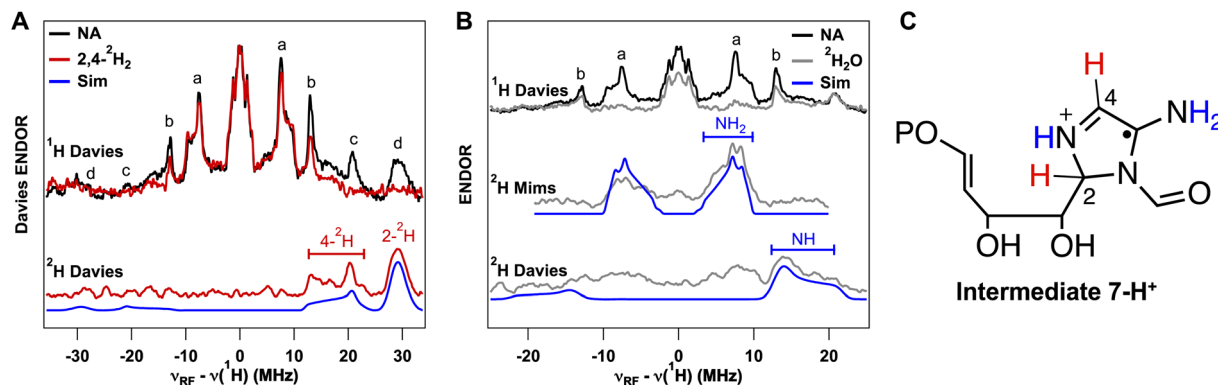 A
NA
2,4-²H₂
Sim
a
a
b
b
c
c
d
d
¹H Davies
²H Davies
4-²H
2-²H
Davies ENDOR
-30
-20
-10
0
10
20
30
νRF - ν(¹H) (MHz)
B
NA
²H₂O
Sim
a
a
b
b
¹H Davies
NH₂
²H Mims
NH
²H Davies
ENDOR
-20
-10
0
10
20
νRF - ν(¹H) (MHz)
C
H
4
NH₂
+
HN
PO
H
2
N
O
OH
OH
Intermediate 7-H⁺